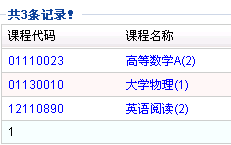 共3条记录!
课程代码 课程名称
01110023 高等数学A(2)
01130010 大学物理(1)
12110890 英语阅读(2)
1